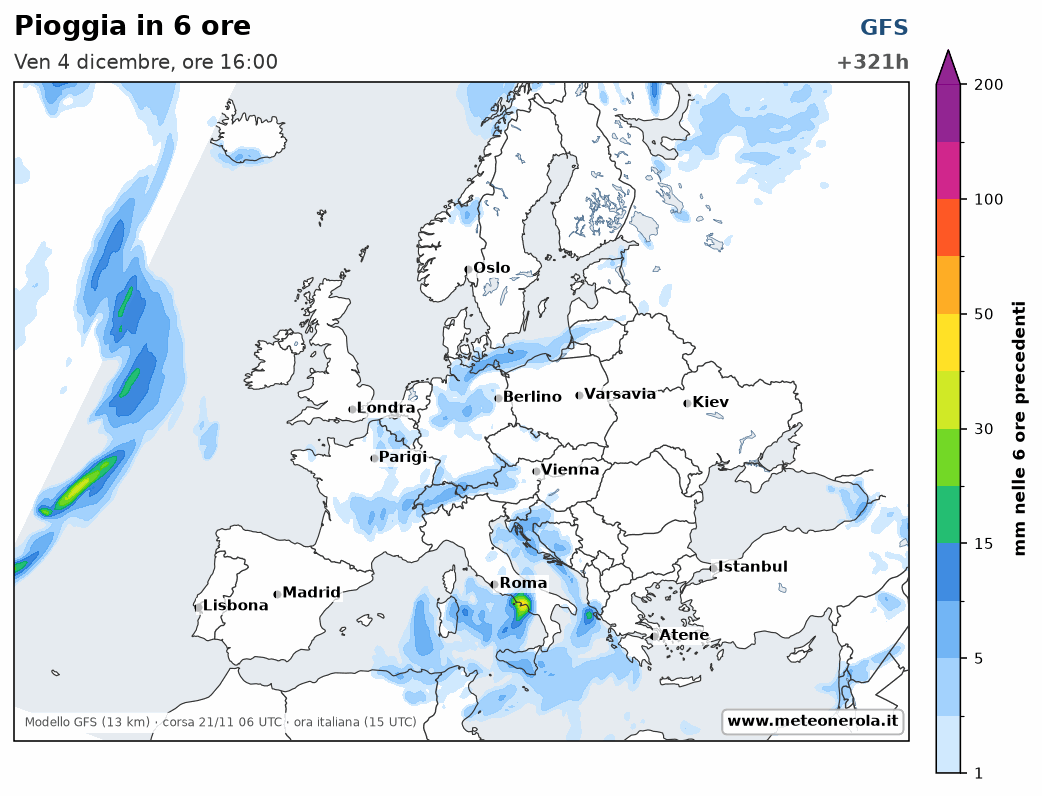 Pioggia in 6 ore
GFS
Ven 4 dicembre, ore 16:00
+321h
200
100
50
30
15
5
1
mm nelle 6 ore precedenti
Oslo
Londra
Berlino
Varsavia
Kiev
Parigi
Vienna
Istanbul
Roma
Madrid
Lisbona
Atene
Modello GFS (13 km) · corsa 21/11 06 UTC · ora italiana (15 UTC)
www.meteonerola.it